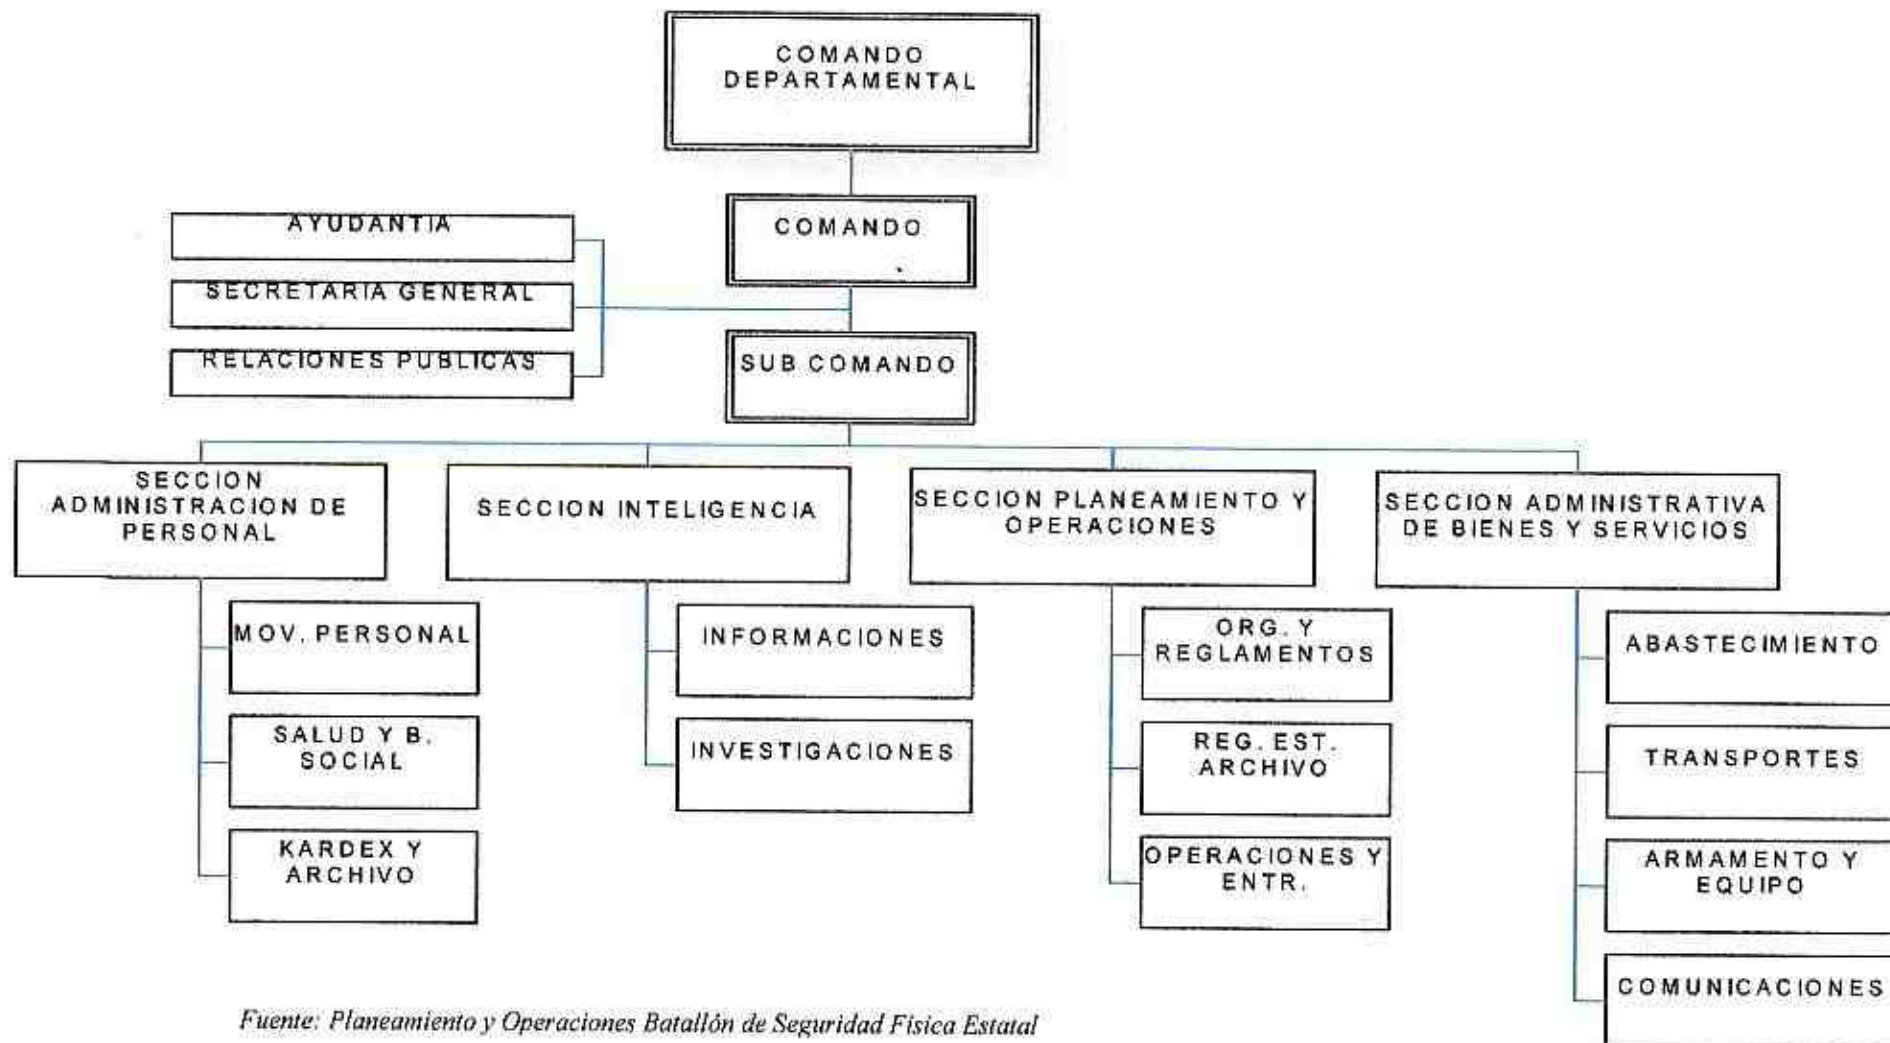 COMANDO
DEPARTAMENTAL
COMANDO
AYUDANTIA
SECRETARIA GENERAL
RELACIONES PUBLICAS
SUB COMANDO
SECCION
ADMINISTRACION DE
PERSONAL
MOV. PERSONAL
SALUD Y B.
SOCIAL
KARDEX Y
ARCHIVO
SECCION INTELIGENCIA
INFORMACIONES
INVESTIGACIONES
SECCION PLANEAMIENTO Y
OPERACIONES
ORG. Y
REGLAMENTOS
REG. EST.
ARCHIVO
OPERACIONES Y
ENTR.
SECCION ADMINISTRATIVA
DE BIENES Y SERVICIOS
ABASTECIMIENTO
TRANSPORTES
ARMAMENTO Y
EQUIPO
COMUNICACIONES
Fuente: Planeamiento y Operaciones Batallón de Seguridad Física Estatal